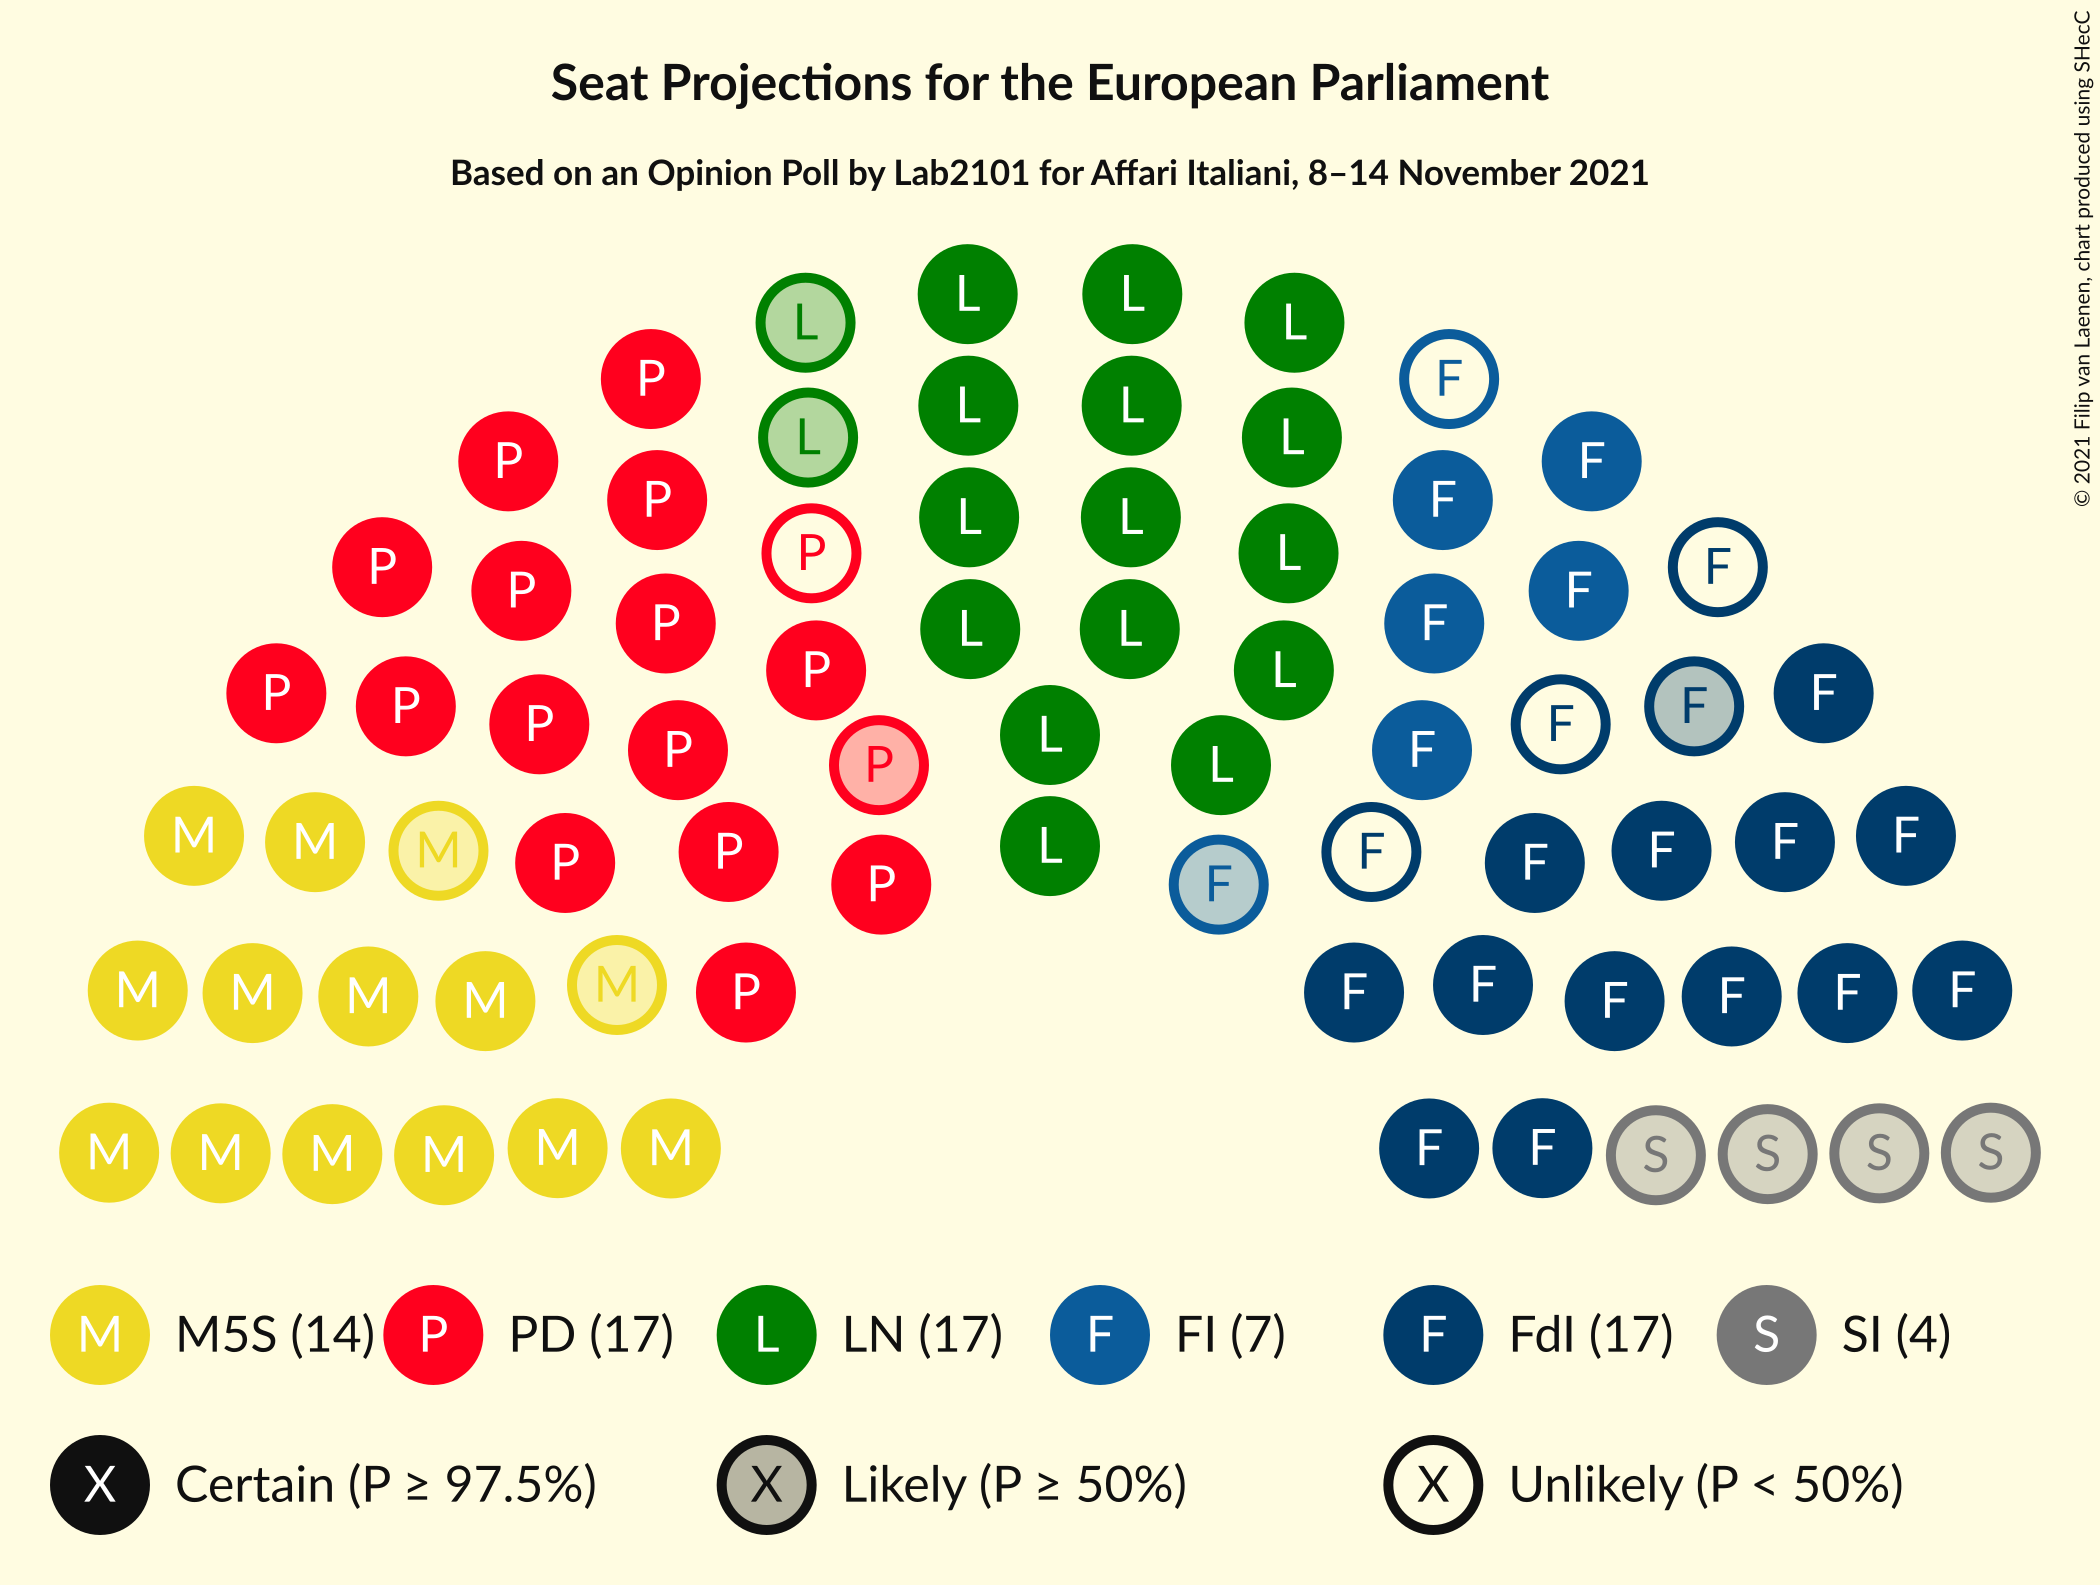 Seat Projections for the European Parliament
Based on an Opinion Poll by Lab2101 for Affari Italiani, 8–14 November 2021
© 2021 Filip van Laenen, chart produced using SHecC
L L L L
P F
L L L L
P F
P F
L L L
P P F
P F
P F
L L
P F
P L
P P F F
P P F F
P L
P L
M M F F
M P F
L
P F
P F
P F
M M F F
M M P M F F F F
M M F F
M M M M M M F F S S S S
M M5S (14) P PD (17) L LN (17) F FI (7) F FdI (17) S SI (4)
X Certain (P ≥ 97.5%) X Likely (P ≥ 50%) X Unlikely (P < 50%)